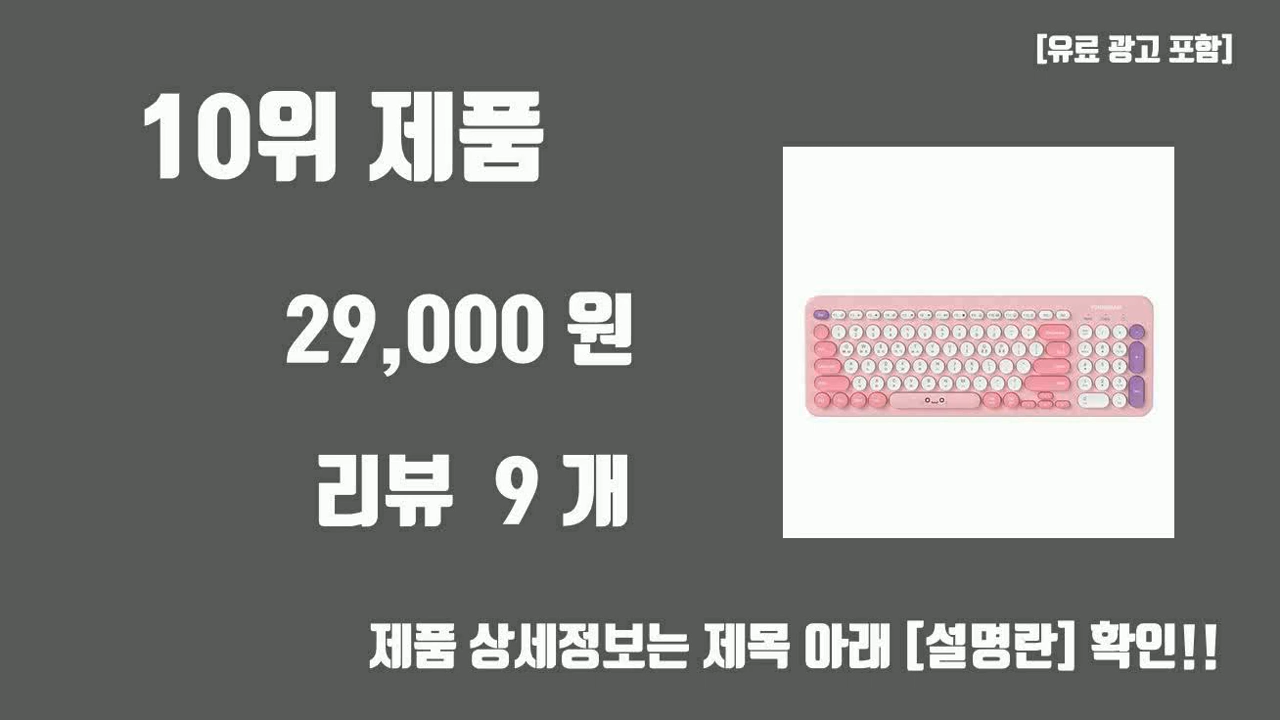 [유료 광고 포함]
10위 제품
29,000 원
리뷰 9 개
제품 상세정보는 제목 아래 [설명란] 확인!!